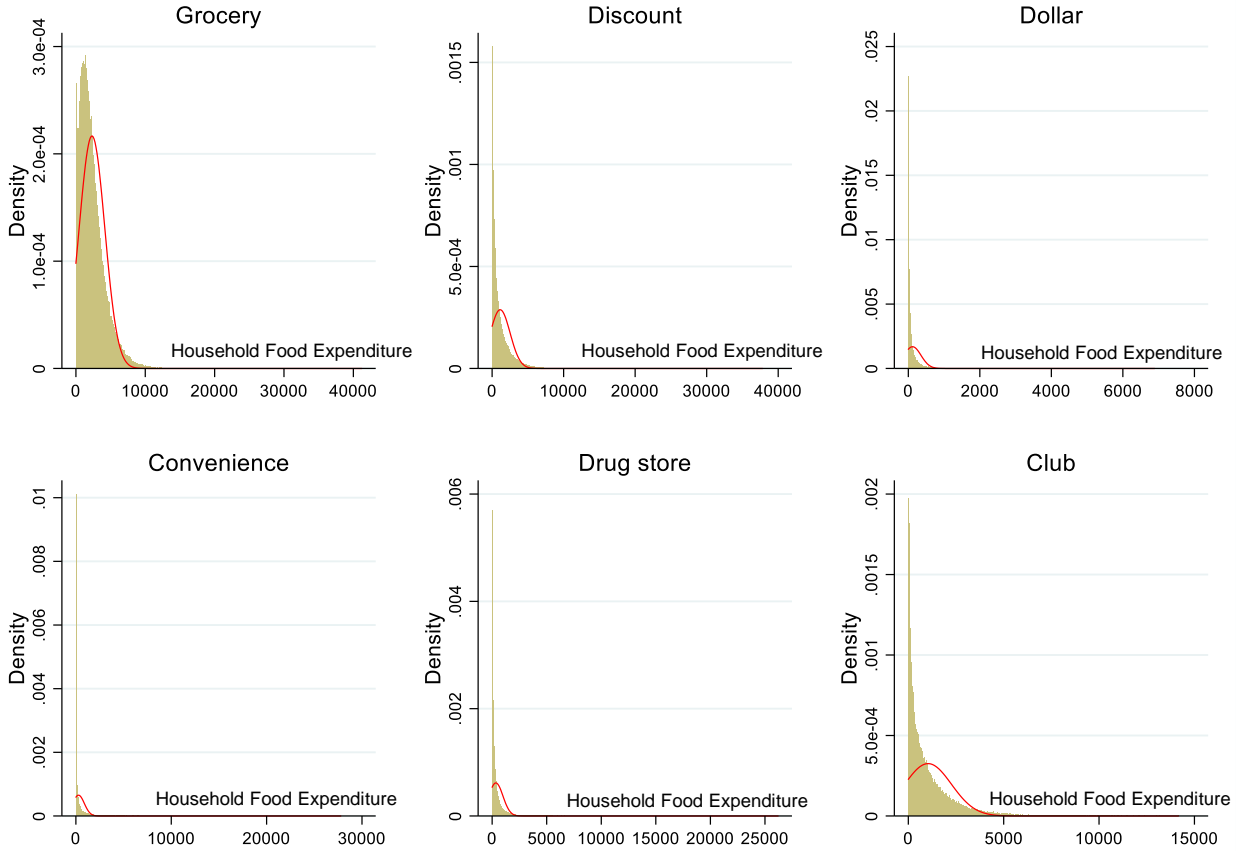 Grocery
Density
3.0e-04
2.0e-04
1.0e-04
0
Household Food Expenditure
0 10000 20000 30000 40000
Discount
Density
.0015
.001
5.0e-04
0
Household Food Expenditure
0 10000 20000 30000 40000
Dollar
Density
.025
.02
.015
.01
.005
0
Household Food Expenditure
0 2000 4000 6000 8000
Convenience
Density
.01
.008
.006
.004
.002
0
Household Food Expenditure
0 10000 20000 30000
Drug store
Density
.006
.004
.002
0
Household Food Expenditure
0 5000 10000 15000 20000 25000
Club
Density
.002
.0015
.001
5.0e-04
0
Household Food Expenditure
0 5000 10000 15000